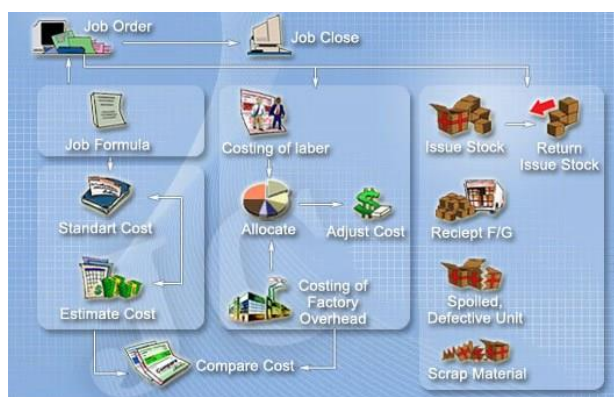 Job Order
Job Close
Job Formula
Costing of laber
Issue Stock
Return
Issue Stock
Standart Cost
Allocate
Adjust Cost
Reciept F/G
Estimate Cost
Costing of
Factory
Overhead
Spoiled,
Defective Unit
Compare Cost
Scrap Material